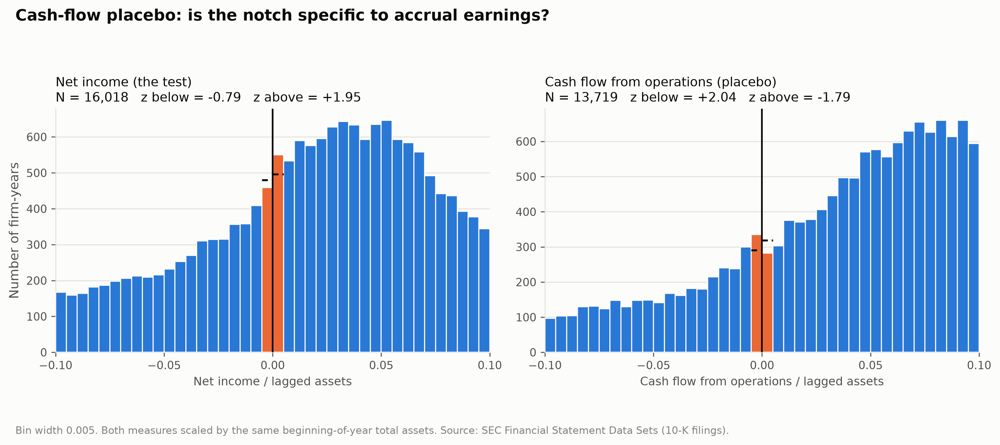 Cash-flow placebo: is the notch specific to accrual earnings?
Net income (the test)
N = 16,018   z below = -0.79   z above = +1.95
Number of firm-years
600
500
400
300
200
100
0
−0.10
−0.05
0.00
0.05
0.10
Net income / lagged assets
Cash flow from operations (placebo)
N = 13,719   z below = +2.04   z above = -1.79
600
500
400
300
200
100
0
−0.10
−0.05
0.00
0.05
0.10
Cash flow from operations / lagged assets
Bin width 0.005. Both measures scaled by the same beginning-of-year total assets. Source: SEC Financial Statement Data Sets (10-K filings).